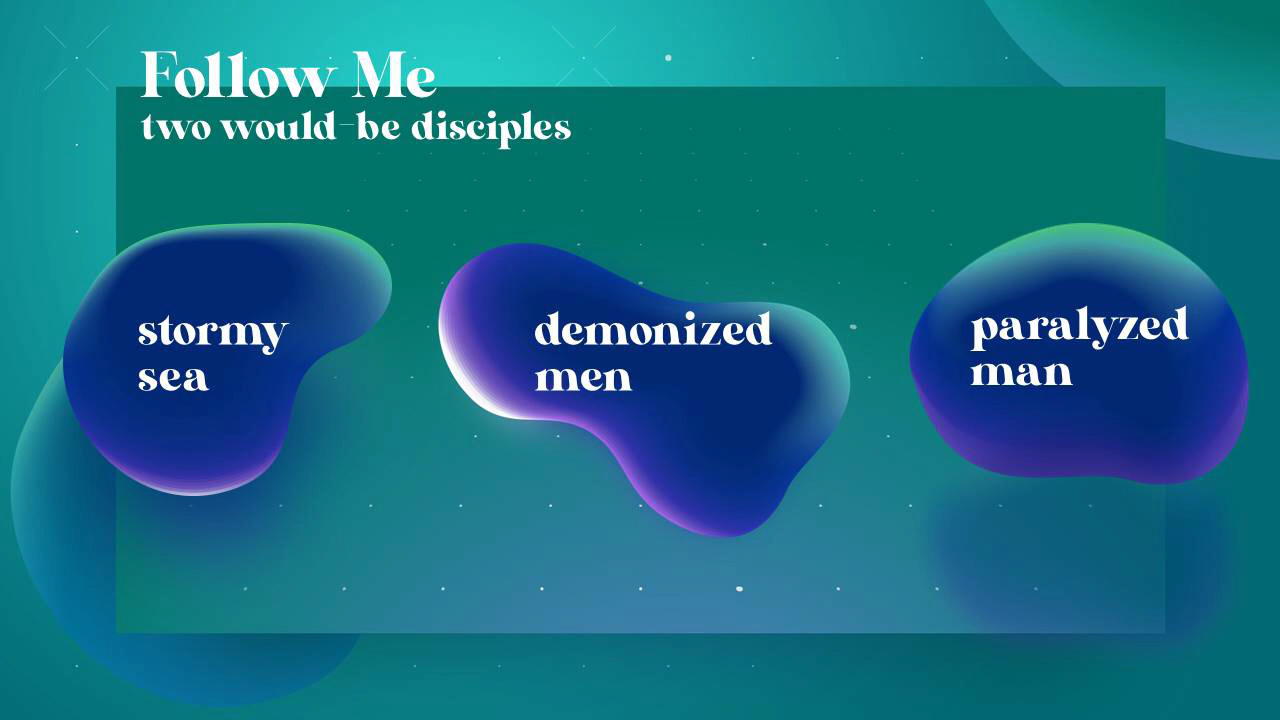 Follow Me
two would-be disciples
stormy
sea
demonized
men
paralyzed
man